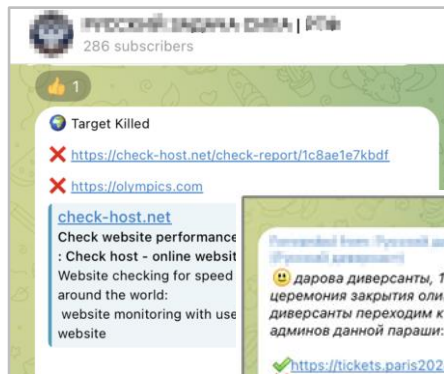 286 subscribers
👍 1
🌍 Target Killed
❌ https://check-host.net/check-report/1c8ae1e7kbdf
❌ https://olympics.com
check-host.net
Check website performance
: Check host - online websit
Website checking for speed
around the world:
website monitoring with use
website
дарова диверсанты, 1
церемония закрытия оли
диверсанты переходим к
админов данной параши:
https://tickets.paris202